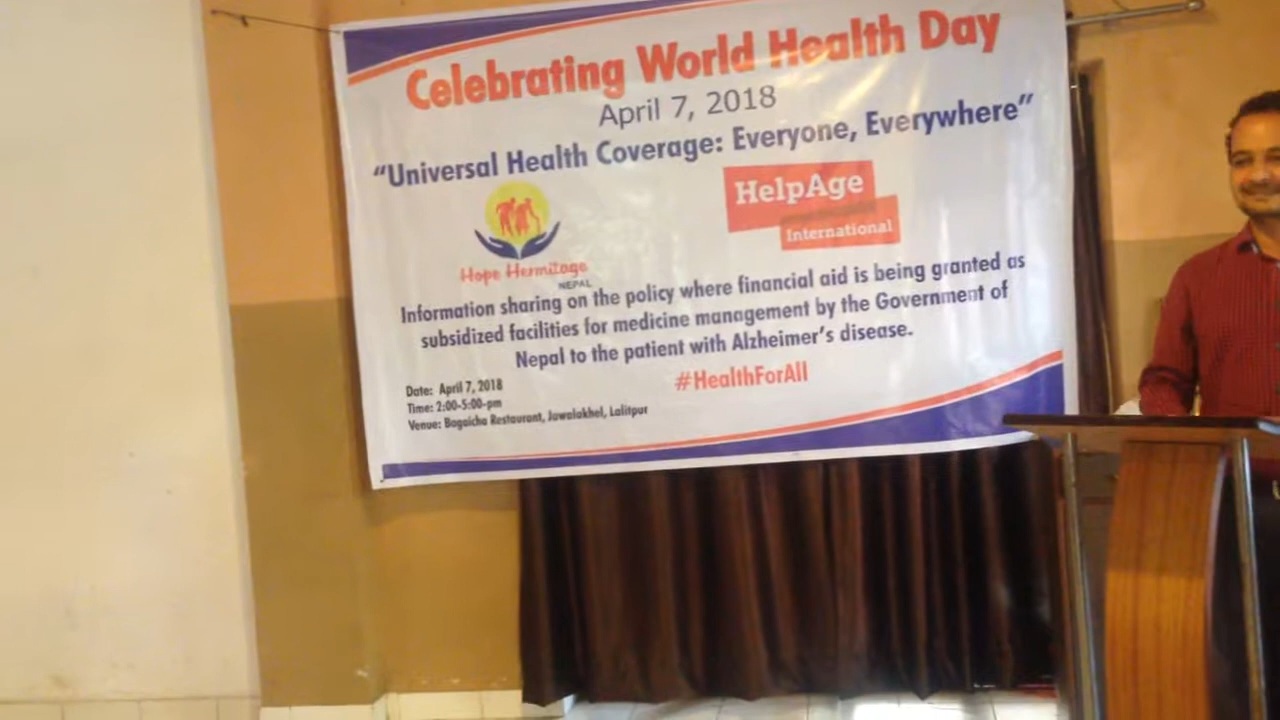 Celebrating World Health Day
April 7, 2018
“Universal Health Coverage: Everyone, Everywhere”
Hope Hermitage
NEPAL
HelpAge
International
Information sharing on the policy where financial aid is being granted as
subsidized facilities for medicine management by the Government of
Nepal to the patient with Alzheimer's disease.
#HealthForAll
Date: April 7, 2018
Time: 2:00-5:00-pm
Venue: Bagaicha Restaurant, Jawalakhel, Lalitpur